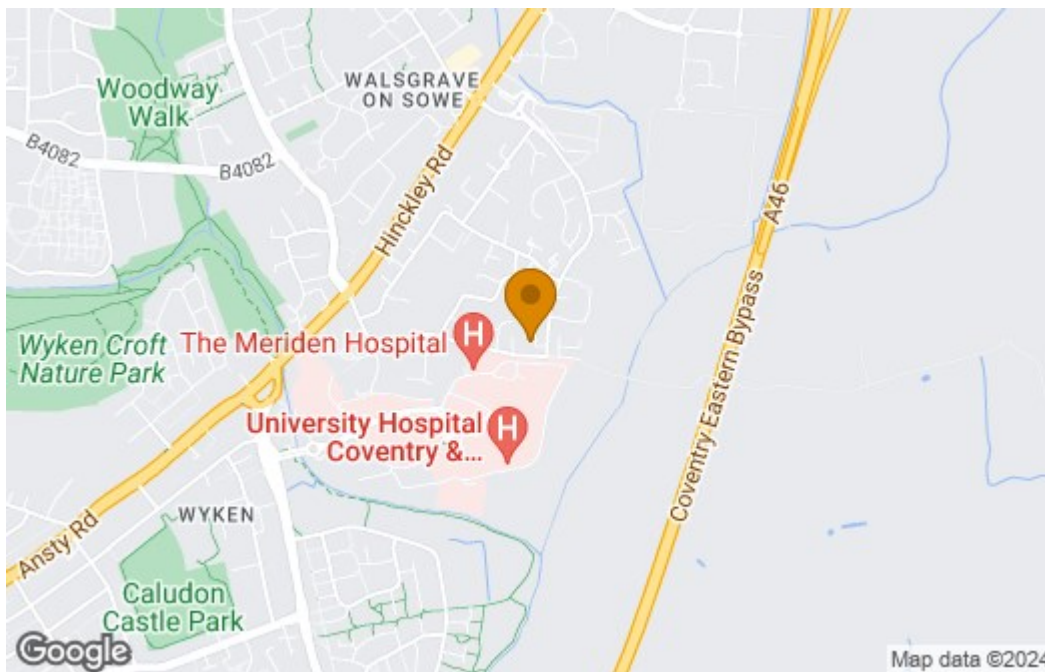 Woodway
Walk
WALSGRAVE
ON SOWE
B4082
B4082
Hinckley Rd
A46
Wyken Croft
Nature Park
The Meriden Hospital
H
University Hospital
Coventry &...
H
Coventry Eastern Bypass
WYKEN
Ansty Rd
Caludon
Castle Park
Google
Map data ©2024